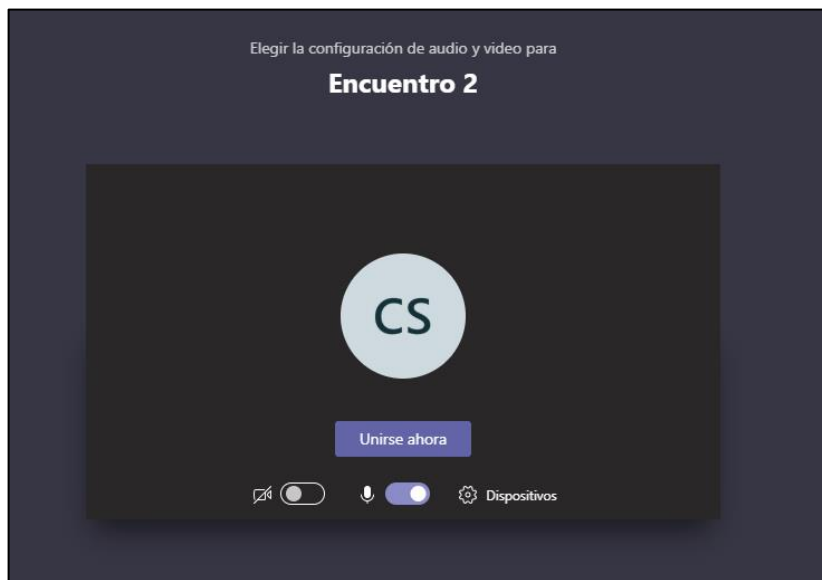 Elegir la configuración de audio y video para
Encuentro 2
CS
Unirse ahora
Dispositivos